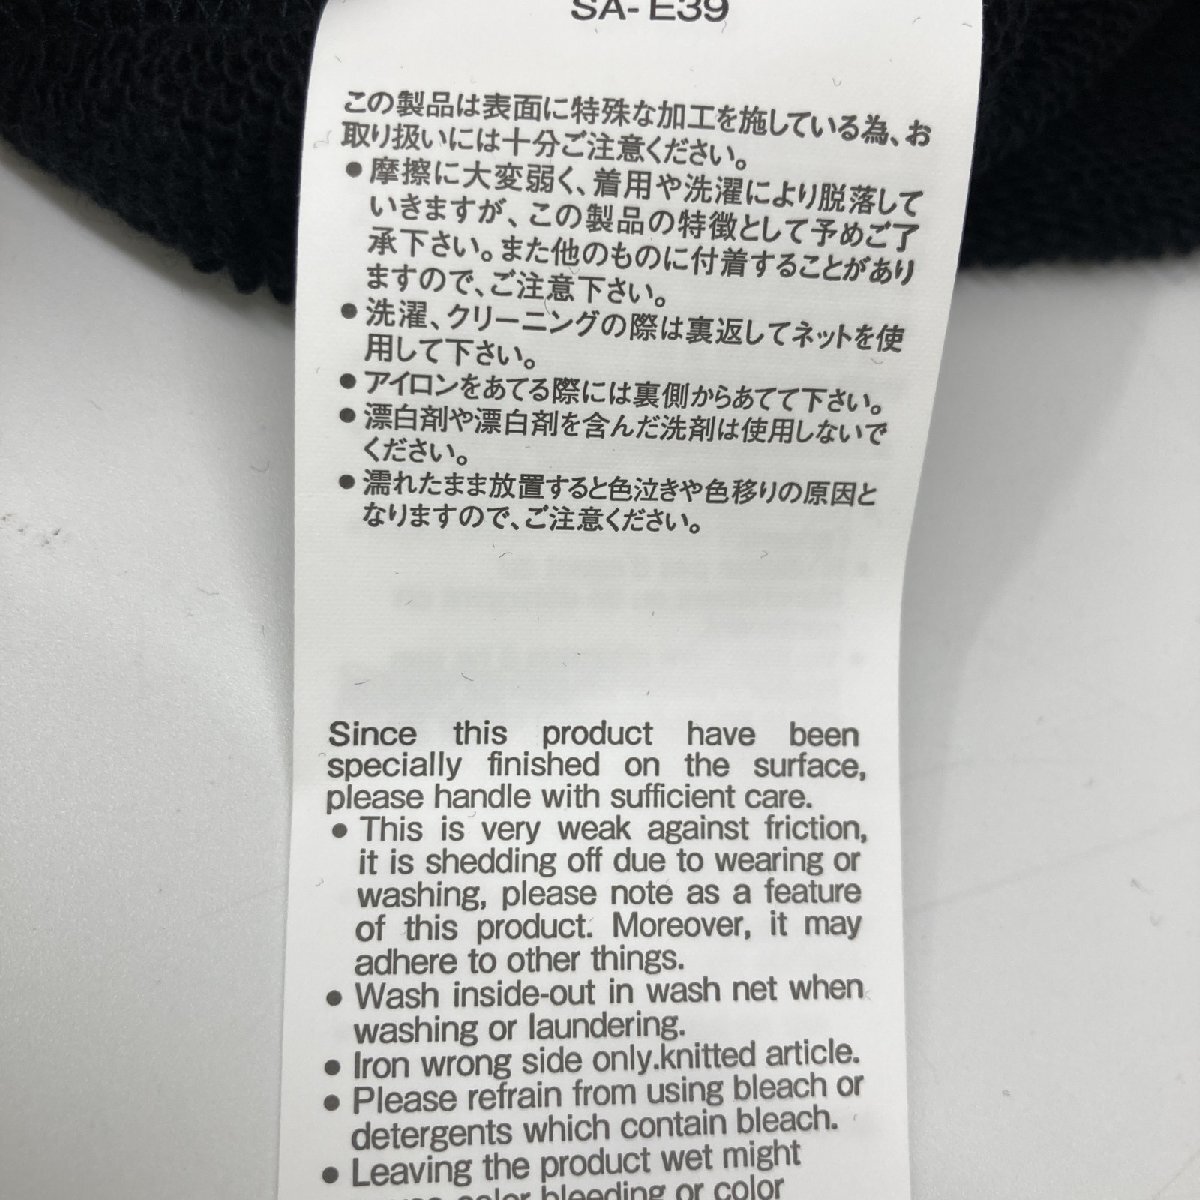 SA- E39
この製品は表面に特殊な加工を施している為、お
取り扱いには十分ご注意ください。
● 摩擦に大変弱く、着用や洗濯により脱落して
いきますが、この製品の特徴として予めご了
承下さい。また他のものに付着することがあり
ますので、ご注意下さい。
● 洗濯、クリーニングの際は裏返してネットを使
用して下さい。
● アイロンをあてる際には裏側からあてて下さい。
● 漂白剤や漂白剤を含んだ洗剤は使用しないで
ください。
● 濡れたまま放置すると色泣きや色移りの原因と
なりますので、ご注意ください。
Since this product have been
specially finished on the surface,
please handle with sufficient care.
● This is very weak against friction,
it is shedding off due to wearing or
washing, please note as a feature
of this product. Moreover, it may
adhere to other things.
● Wash inside-out in wash net when
washing or laundering.
● Iron wrong side only.knitted article.
● Please refrain from using bleach or
detergents which contain bleach.
● Leaving the product wet might
color bleeding or color